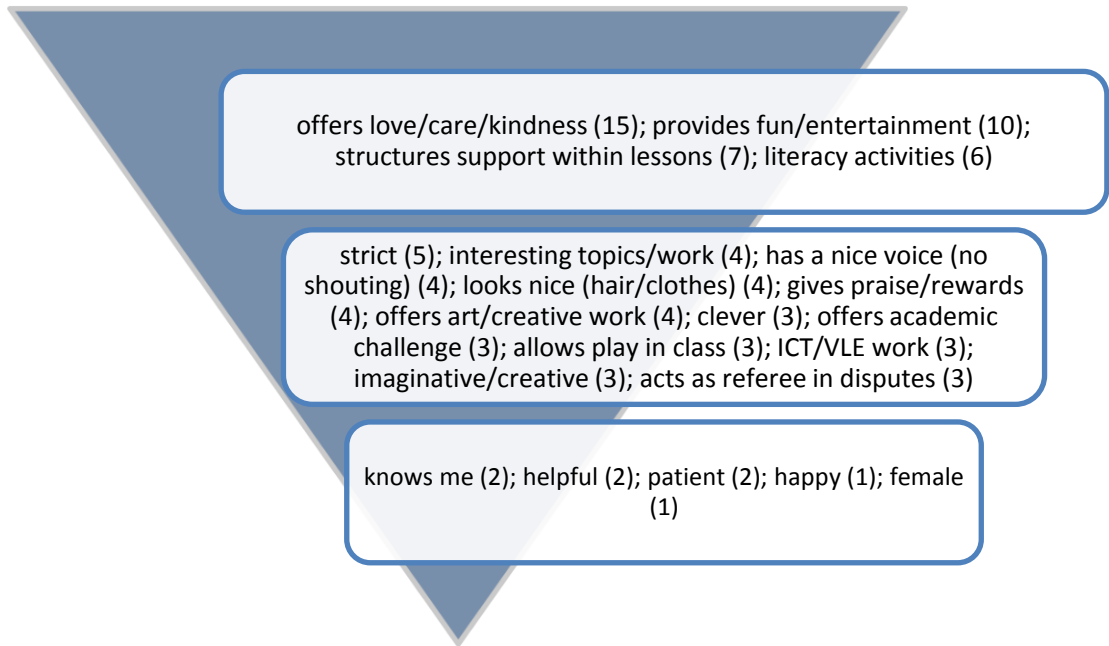 offers love/care/kindness (15); provides fun/entertainment (10);
structures support within lessons (7); literacy activities (6)
strict (5); interesting topics/work (4); has a nice voice (no
shouting) (4); looks nice (hair/clothes) (4); gives praise/rewards
(4); offers art/creative work (4); clever (3); offers academic
challenge (3); allows play in class (3); ICT/VLE work (3);
imaginative/creative (3); acts as referee in disputes (3)
knows me (2); helpful (2); patient (2); happy (1); female
(1)